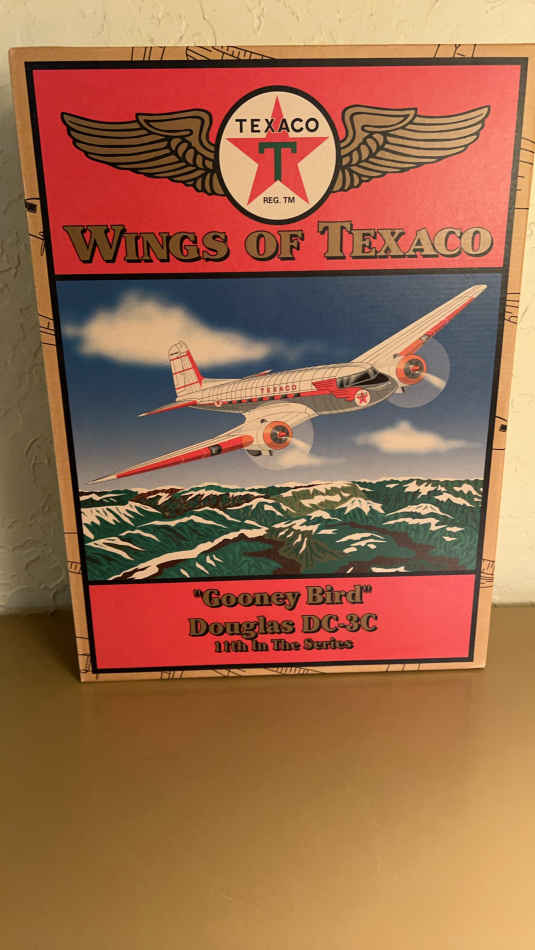 TEXACO
T
REG. TM
WINGS OF TEXACO
TEXACO
"Gooney Bird"
Douglas DC-3C
11th In The Series